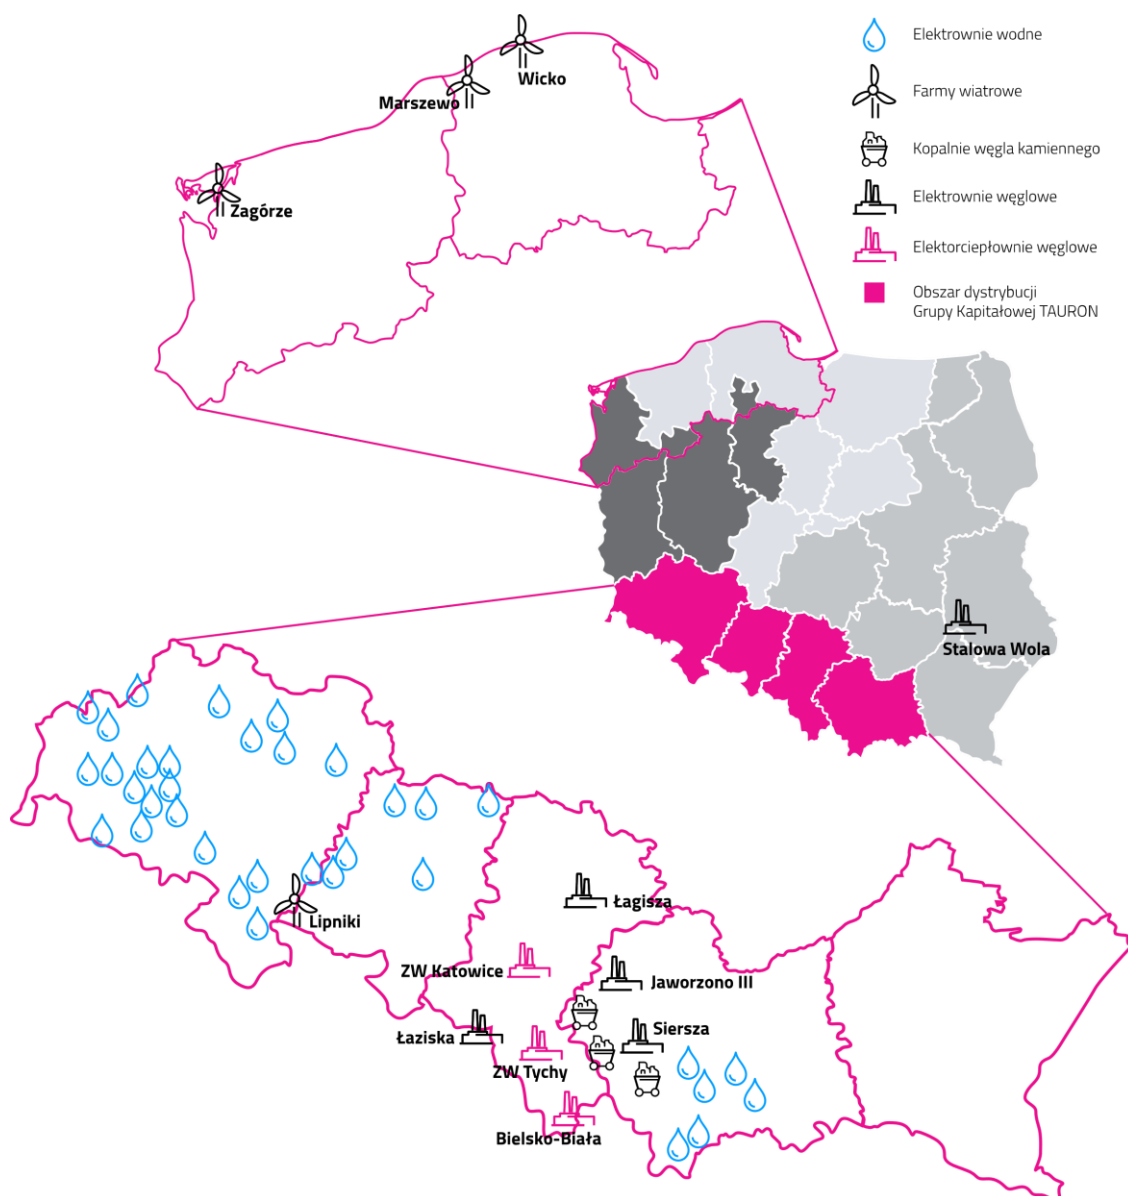 Elektrownie wodne
Farmy wiatrowe
Kopalnie węgla kamiennego
Elektrownie węglowe
Elektorciepłownie węglowe
Obszar dystrybucji
Grupy Kapitałowej TAURON
Wicko
Marszewo
Zagórze
Stalowa Wola
Łagisza
Lipniki
ZW Katowice
Jaworzono III
Siersza
Łaziska
ZW Tychy
Bielsko-Biała